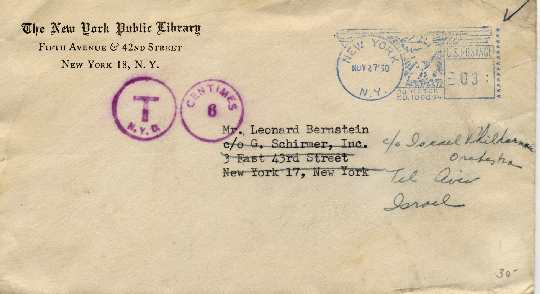 The New York Public Library
Fifth Avenue & 42nd Street
New York 18, N. Y.
T
N.Y.
CENTIMES
6
NEW YORK
NOV 27 '50
N.Y.
U.S. POSTAGE
03
Mr. Leonard Bernstein
c/o G. Schirmer, Inc.
3 East 43rd Street
New York 17, New York
c/o Israel Philharmonic
Orchestra
Tel Aviv
Israel
30